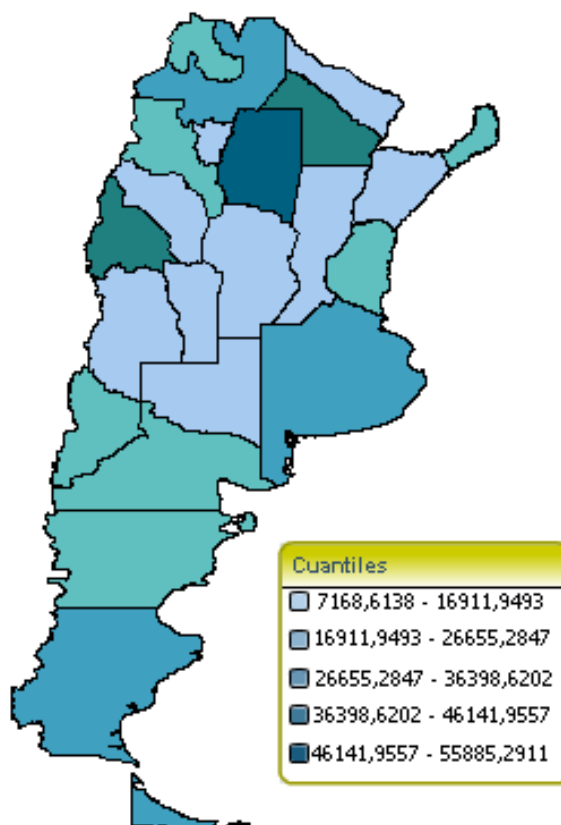 Cuantiles
7168,6138 - 16911,9493
16911,9493 - 26655,2847
26655,2847 - 36398,6202
36398,6202 - 46141,9557
46141,9557 - 55885,2911